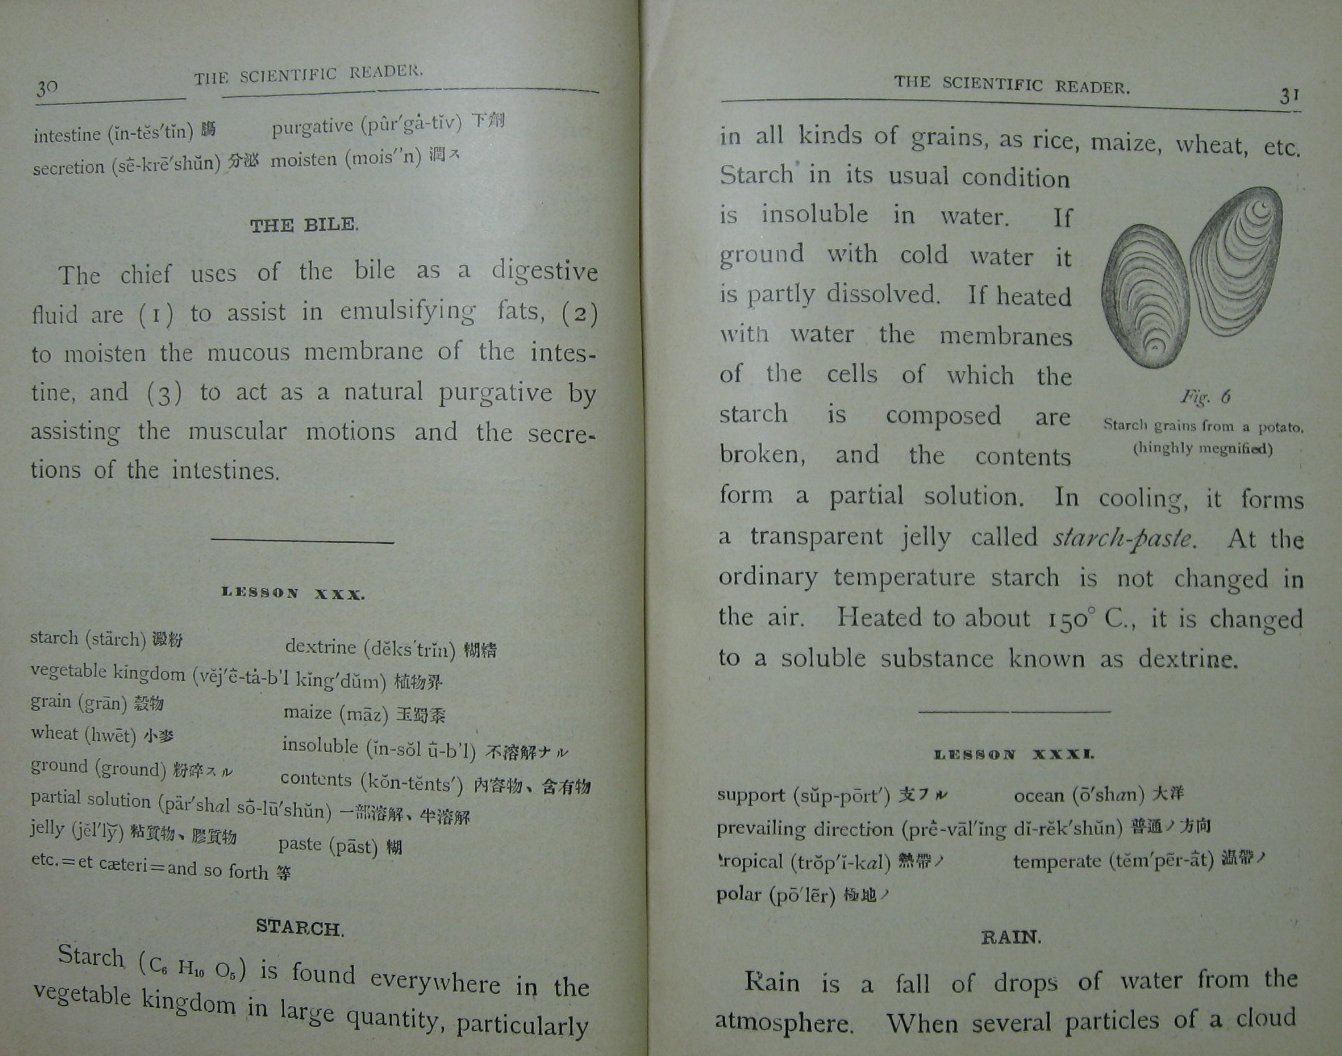 30
THE SCIENTIFIC READER.
intestine (ĭn-tĕs′tĭn) 膓
purgative (pûr′gȧ-tĭv) 下劑
secretion (sē̇-krē′shŭn) 分泌
moisten (mois′'n) 潤ス
THE BILE.
The chief uses of the bile as a digestive
fluid are (1) to assist in emulsifying fats, (2)
to moisten the mucous membrane of the intes-
tine, and (3) to act as a natural purgative by
assisting the muscular motions and the secre-
tions of the intestines.
LESSON XXX.
starch (stärch) 澱粉
dextrine (dĕks′trĭn) 糊精
vegetable kingdom (vĕj′ē̇-tȧ-b'l kĭng′dŭm) 植物界
grain (grān) 穀物
maize (māz) 玉蜀黍
wheat (hwēt) 小麥
insoluble (ĭn-sŏl ū-b'l) 不溶解ナル
ground (ground) 粉碎スル
contents (kŏn-tĕnts′) 內容物、含有物
partial solution (pär′shal sō̇-lū′shŭn) 一部溶解、半溶解
jelly (jĕl′lỹ) 粘質物、膠質物
paste (pāst) 糊
etc.=et cæteri=and so forth 等
STARCH.
Starch (C₆ H₁₀ O₅) is found everywhere in the
vegetable kingdom in large quantity, particularly
THE SCIENTIFIC READER.
31
in all kinds of grains, as rice, maize, wheat, etc.
Starch in its usual condition
is insoluble in water. If
ground with cold water it
is partly dissolved. If heated
with water the membranes
of the cells of which the
starch is composed are
broken, and the contents
Fig. 6
Starch grains from a potato,
(hinghly megnified)
form a partial solution. In cooling, it forms
a transparent jelly called starch-paste. At the
ordinary temperature starch is not changed in
the air. Heated to about 150° C., it is changed
to a soluble substance known as dextrine.
LESSON XXXI.
support (sŭp-pōrt′) 支フル
ocean (ō′shan) 大洋
prevailing direction (prē̇-vāl′ĭng dĭ-rĕk′shŭn) 普通ノ方向
tropical (trŏp′ĭ-kal) 熱帶ノ
temperate (tĕm′pẽr-ȧt) 温帶ノ
polar (pō′lẽr) 極地ノ
RAIN.
Rain is a fall of drops of water from the
atmosphere. When several particles of a cloud